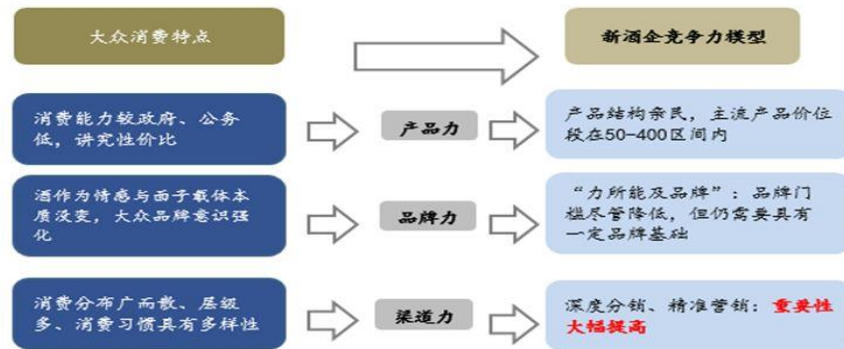 大众消费特点
新酒企竞争力模型
消费能力较政府、公务
低，讲究性价比
产品力
产品结构亲民，主流产品价位
段在50-400区间内
酒作为情感与面子载体本
质没变，大众品牌意识强
化
品牌力
“力所能及品牌”：品牌门
槛尽管降低，但仍需要具有
一定品牌基础
消费分布广而散、层级
多、消费习惯具有多样性
渠道力
深度分销、精准营销：重要性
大幅提高